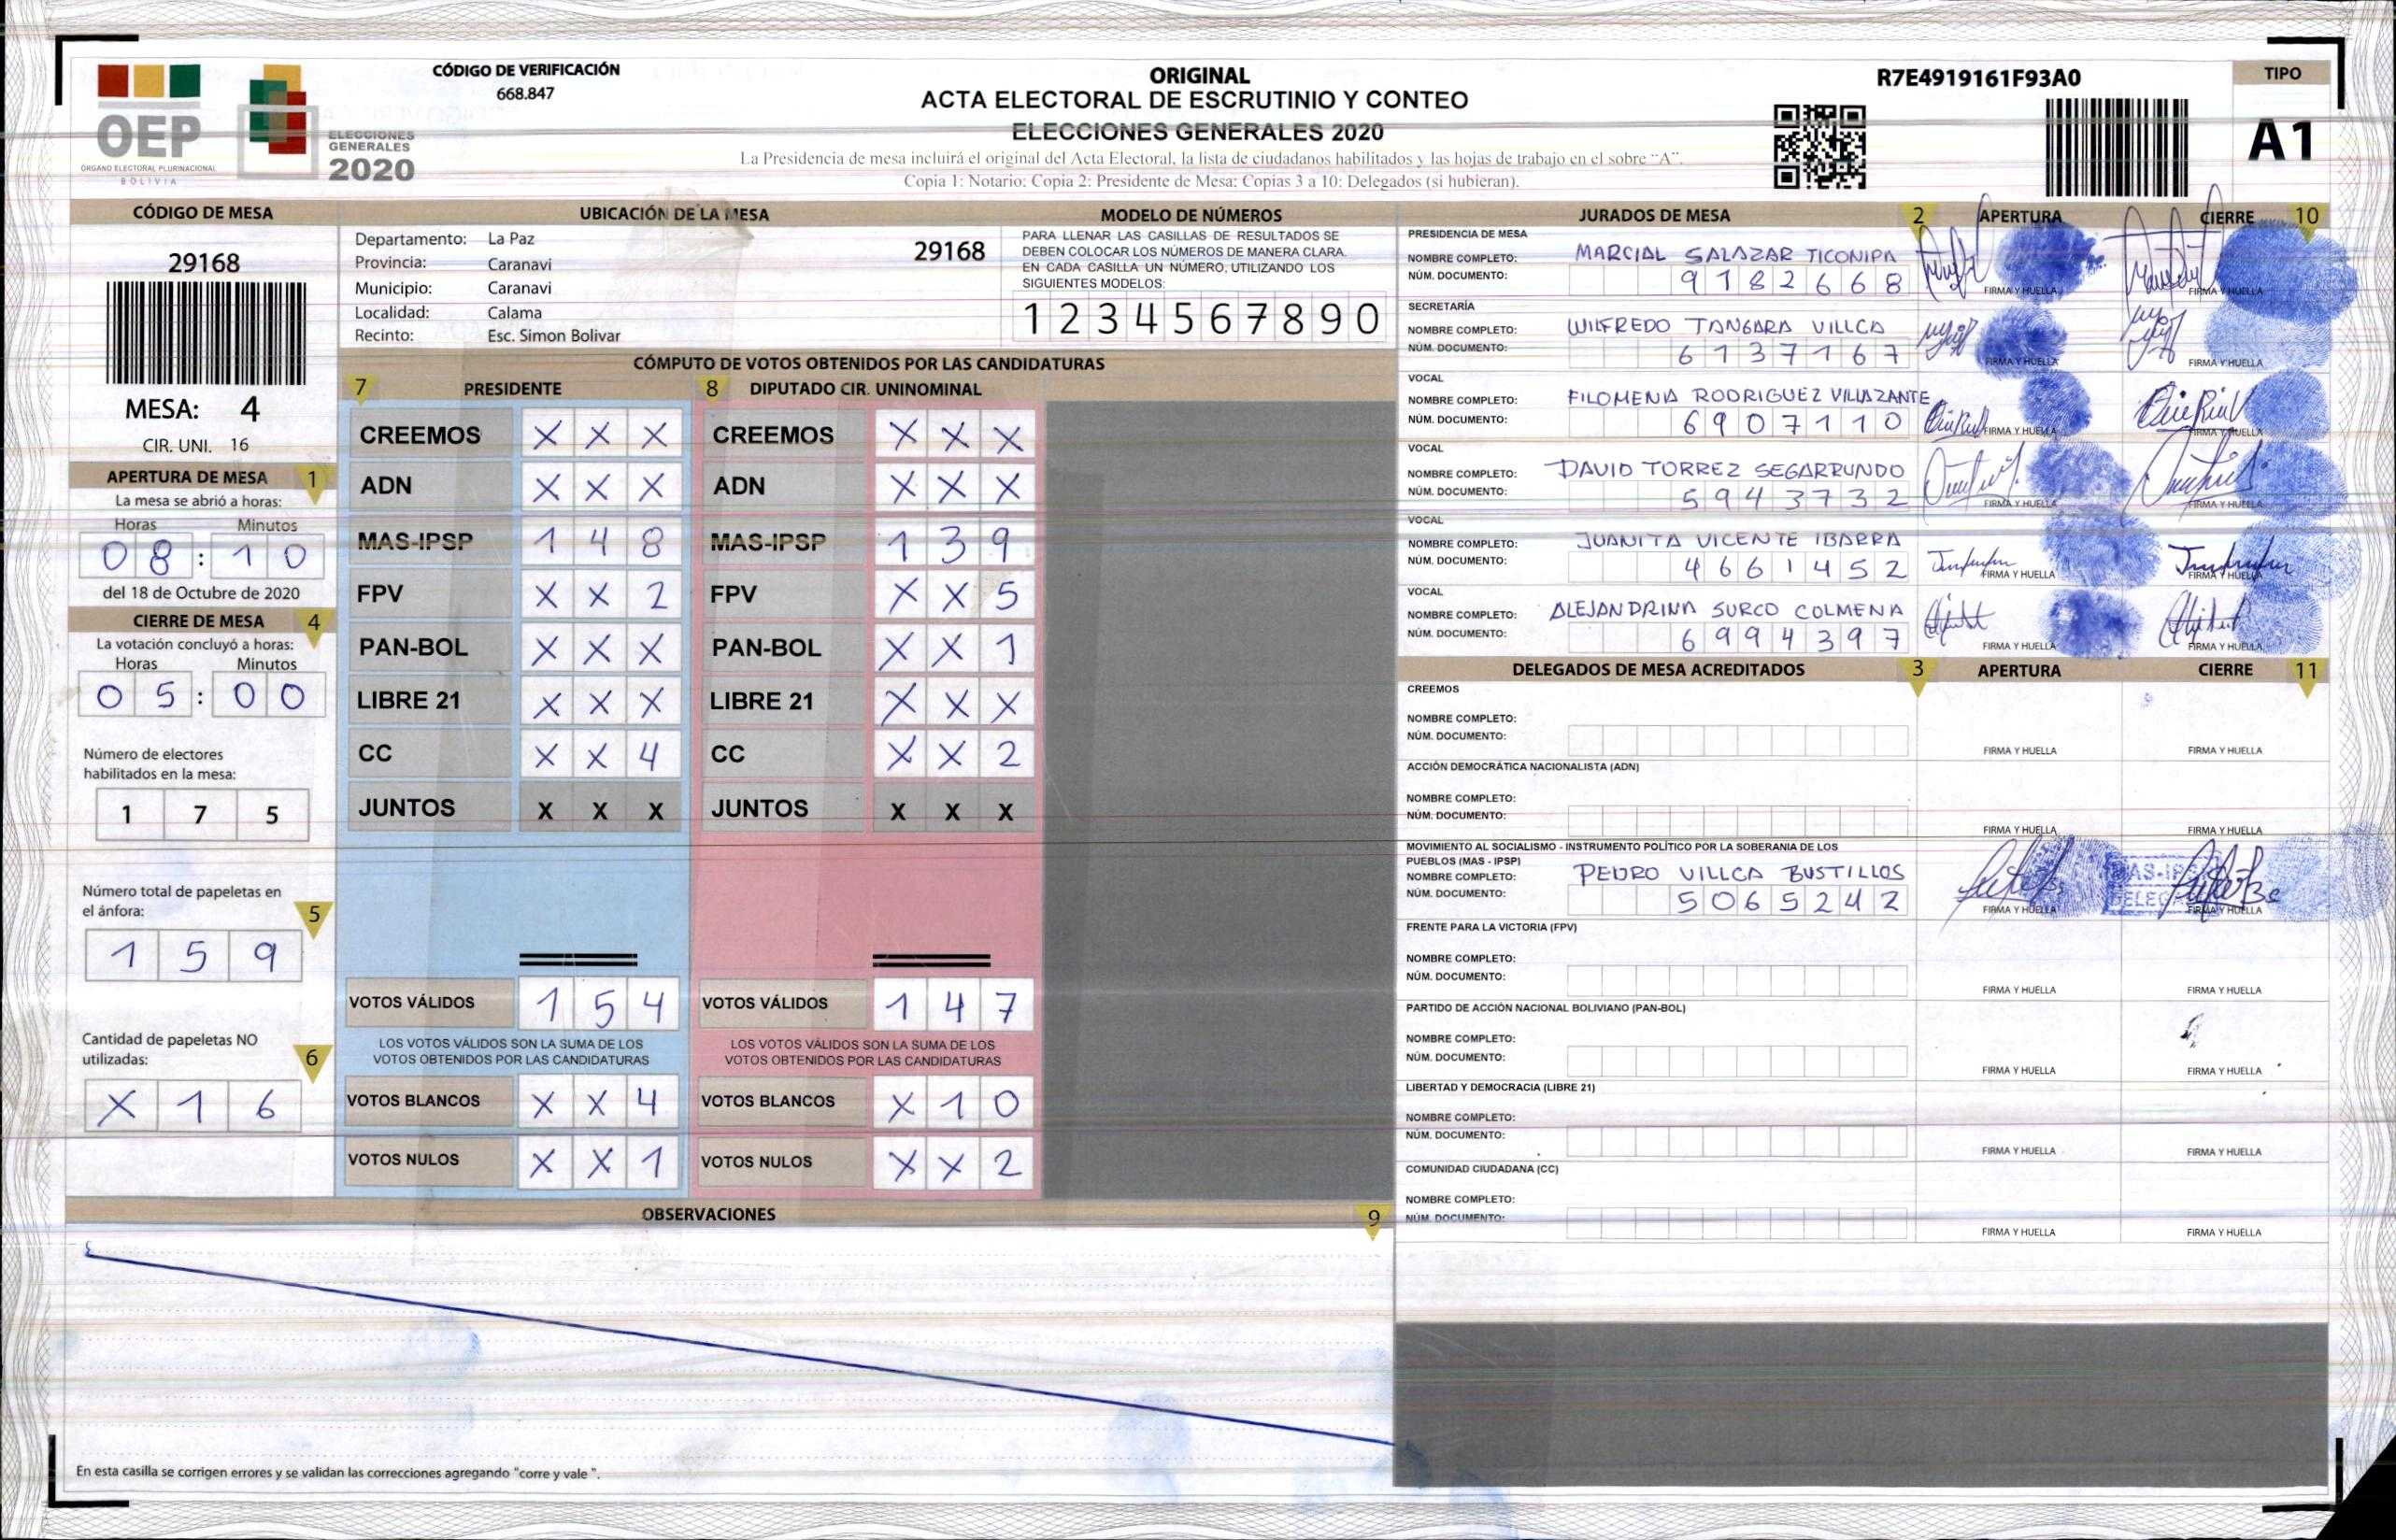 CÓDIGO DE VERIFICACIÓN
668.847
ORIGINAL
ACTA ELECTORAL DE ESCRUTINIO Y CONTEO
ELECCIONES GENERALES 2020
La Presidencia de mesa incluirá el original del Acta Electoral, la lista de ciudadanos habilitados y las hojas de trabajo en el sobre "A".
Copia 1: Notario; Copia 2: Presidente de Mesa; Copias 3 a 10: Delegados (si hubieran).
R7E4919161F93A0
TIPO
A1
OEP
ÓRGANO ELECTORAL PLURINACIONAL
BOLIVIA
ELECCIONES
GENERALES
2020
CÓDIGO DE MESA
29168
MESA: 4
CIR. UNI. 16
APERTURA DE MESA 1
La mesa se abrió a horas:
Horas Minutos
08:10
del 18 de Octubre de 2020
CIERRE DE MESA 4
La votación concluyó a horas:
Horas Minutos
05:00
Número de electores
habilitados en la mesa:
1 7 5
Número total de papeletas en
el ánfora: 5
1 5 9
Cantidad de papeletas NO
utilizadas: 6
X 1 6
UBICACIÓN DE LA MESA
Departamento: La Paz
29168
Provincia: Caranavi
Municipio: Caranavi
Localidad: Calama
Recinto: Esc. Simon Bolivar
MODELO DE NÚMEROS
PARA LLENAR LAS CASILLAS DE RESULTADOS SE
DEBEN COLOCAR LOS NÚMEROS DE MANERA CLARA.
EN CADA CASILLA UN NÚMERO, UTILIZANDO LOS
SIGUIENTES MODELOS:
1 2 3 4 5 6 7 8 9 0
CÓMPUTO DE VOTOS OBTENIDOS POR LAS CANDIDATURAS
7 PRESIDENTE 8 DIPUTADO CIR. UNINOMINAL
CREEMOS X X X CREEMOS X X X
ADN X X X ADN X X X
MAS-IPSP 1 4 8 MAS-IPSP 1 3 9
FPV X X 2 FPV X X 5
PAN-BOL X X X PAN-BOL X X 1
LIBRE 21 X X X LIBRE 21 X X X
CC X X 4 CC X X 2
JUNTOS X X X JUNTOS X X X
VOTOS VÁLIDOS 1 5 4 VOTOS VÁLIDOS 1 4 7
LOS VOTOS VÁLIDOS SON LA SUMA DE LOS LOS VOTOS VÁLIDOS SON LA SUMA DE LOS
VOTOS OBTENIDOS POR LAS CANDIDATURAS VOTOS OBTENIDOS POR LAS CANDIDATURAS
VOTOS BLANCOS X X 4 VOTOS BLANCOS X 1 0
VOTOS NULOS X X 1 VOTOS NULOS X X 2
OBSERVACIONES 9
En esta casilla se corrigen errores y se validan las correcciones agregando "corre y vale ".
JURADOS DE MESA 2 APERTURA CIERRE 10
PRESIDENCIA DE MESA
NOMBRE COMPLETO: MARCIAL SALAZAR TICONIPA
NÚM. DOCUMENTO: 9182668
FIRMA Y HUELLA FIRMA Y HUELLA
SECRETARÍA
NOMBRE COMPLETO: WILFREDO TANGARA VILLCA
NÚM. DOCUMENTO: 6137167
FIRMA Y HUELLA FIRMA Y HUELLA
VOCAL
NOMBRE COMPLETO: FILOMENA RODRIGUEZ VILLAZANTE
NÚM. DOCUMENTO: 6907110
FIRMA Y HUELLA FIRMA Y HUELLA
VOCAL
NOMBRE COMPLETO: DAVID TORREZ SEGARRUNDO
NÚM. DOCUMENTO: 5943732
FIRMA Y HUELLA FIRMA Y HUELLA
VOCAL
NOMBRE COMPLETO: JUANITA VICENTE IBARRA
NÚM. DOCUMENTO: 4661452
FIRMA Y HUELLA FIRMA Y HUELLA
VOCAL
NOMBRE COMPLETO: ALEJANDRINA SURCO COLMENA
NÚM. DOCUMENTO: 6994397
FIRMA Y HUELLA FIRMA Y HUELLA
DELEGADOS DE MESA ACREDITADOS 3 APERTURA CIERRE 11
CREEMOS
NOMBRE COMPLETO:
NÚM. DOCUMENTO:
FIRMA Y HUELLA FIRMA Y HUELLA
ACCIÓN DEMOCRÁTICA NACIONALISTA (ADN)
NOMBRE COMPLETO:
NÚM. DOCUMENTO:
FIRMA Y HUELLA FIRMA Y HUELLA
MOVIMIENTO AL SOCIALISMO - INSTRUMENTO POLÍTICO POR LA SOBERANIA DE LOS
PUEBLOS (MAS - IPSP)
NOMBRE COMPLETO: PEDRO VILLCA BUSTILLOS
NÚM. DOCUMENTO: 5065242
FIRMA Y HUELLA FIRMA Y HUELLA
FRENTE PARA LA VICTORIA (FPV)
NOMBRE COMPLETO:
NÚM. DOCUMENTO:
FIRMA Y HUELLA FIRMA Y HUELLA
PARTIDO DE ACCIÓN NACIONAL BOLIVIANO (PAN-BOL)
NOMBRE COMPLETO:
NÚM. DOCUMENTO:
FIRMA Y HUELLA FIRMA Y HUELLA
LIBERTAD Y DEMOCRACIA (LIBRE 21)
NOMBRE COMPLETO:
NÚM. DOCUMENTO:
FIRMA Y HUELLA FIRMA Y HUELLA
COMUNIDAD CIUDADANA (CC)
NOMBRE COMPLETO:
NÚM. DOCUMENTO:
FIRMA Y HUELLA FIRMA Y HUELLA